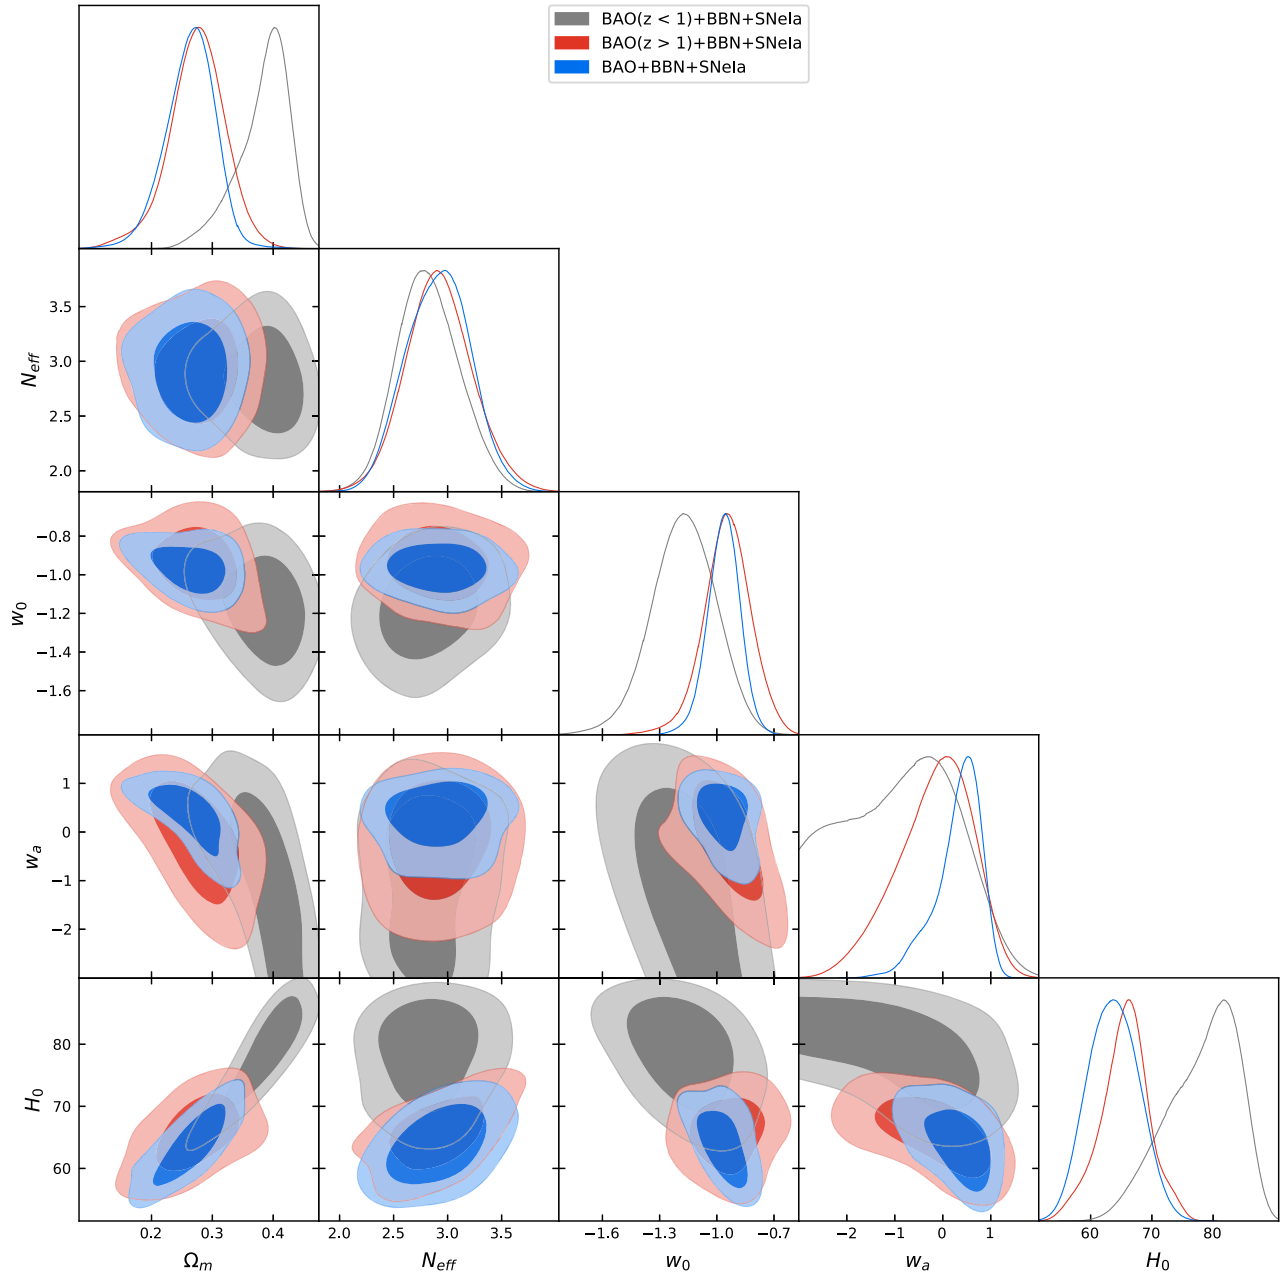 BAO(z < 1)+BBN+SNeIa
BAO(z > 1)+BBN+SNeIa
BAO+BBN+SNeIa
N_eff
3.5
3.0
2.5
2.0
w_0
−0.8
−1.0
−1.2
−1.4
−1.6
w_a
1
0
−1
−2
H_0
80
70
60
0.2 0.3 0.4 2.0 2.5 3.0 3.5 −1.6 −1.3 −1.0 −0.7 −2 −1 0 1 60 70 80
Ω_m N_eff w_0 w_a H_0